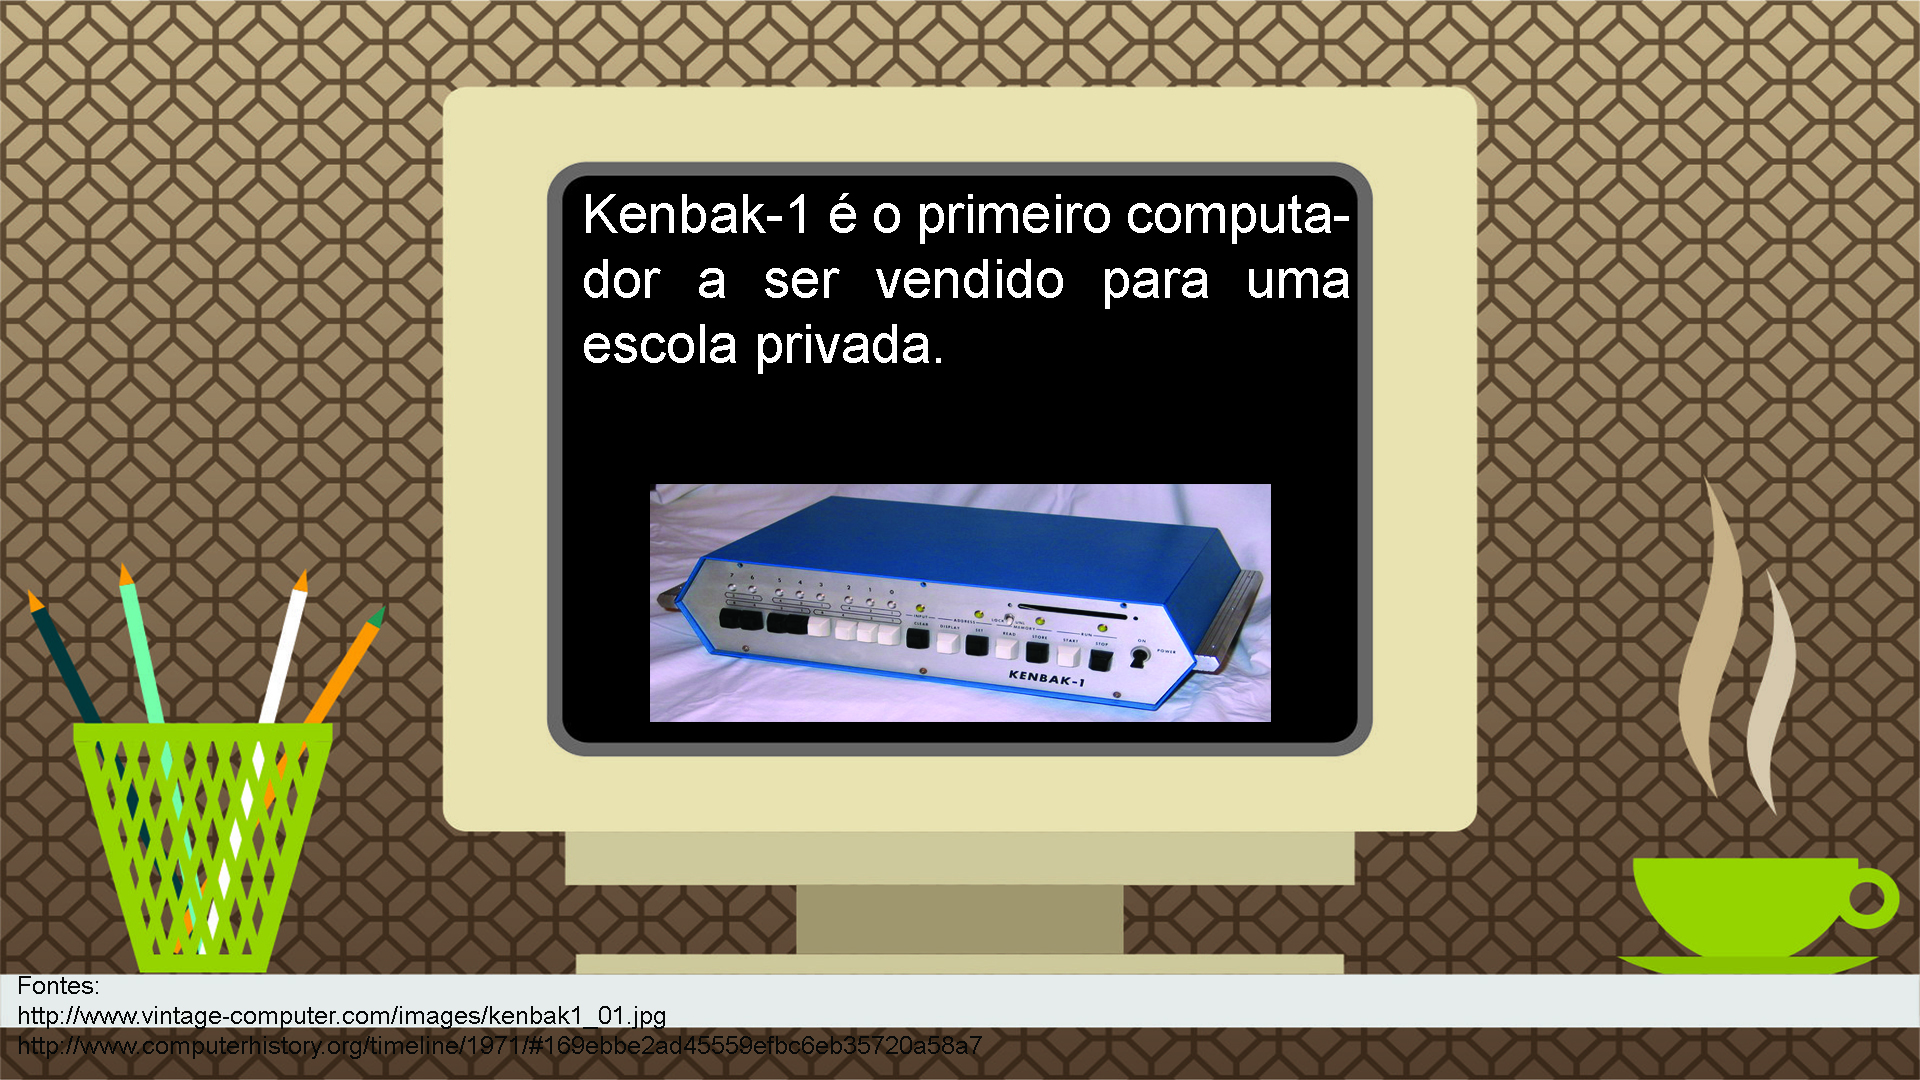 Kenbak-1 é o primeiro computa-
dor a ser vendido para uma
escola privada.
7 6 5 4 3 2 1 0
INPUT
ADDRESS
LOCK
UNL
MEMORY
RUN
ON
CLEAR
DISPLAY
SET
READ
STORE
START
STOP
POWER
KENBAK-1
Fontes:
http://www.vintage-computer.com/images/kenbak1_01.jpg
http://www.computerhistory.org/timeline/1971/#169ebbe2ad45559efbc6eb35720a58a7